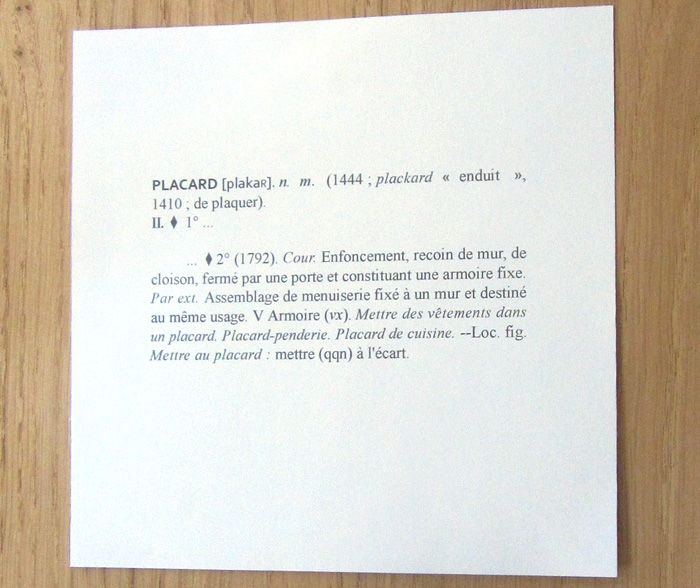 PLACARD [plakaR]. n. m. (1444 ; plackard « enduit »,
1410 ; de plaquer).
II. ♦ 1° ...
... ♦ 2° (1792). Cour. Enfoncement, recoin de mur, de
cloison, fermé par une porte et constituant une armoire fixe.
Par ext. Assemblage de menuiserie fixé à un mur et destiné
au même usage. V Armoire (vx). Mettre des vêtements dans
un placard. Placard-penderie. Placard de cuisine. --Loc. fig.
Mettre au placard : mettre (qqn) à l'écart.